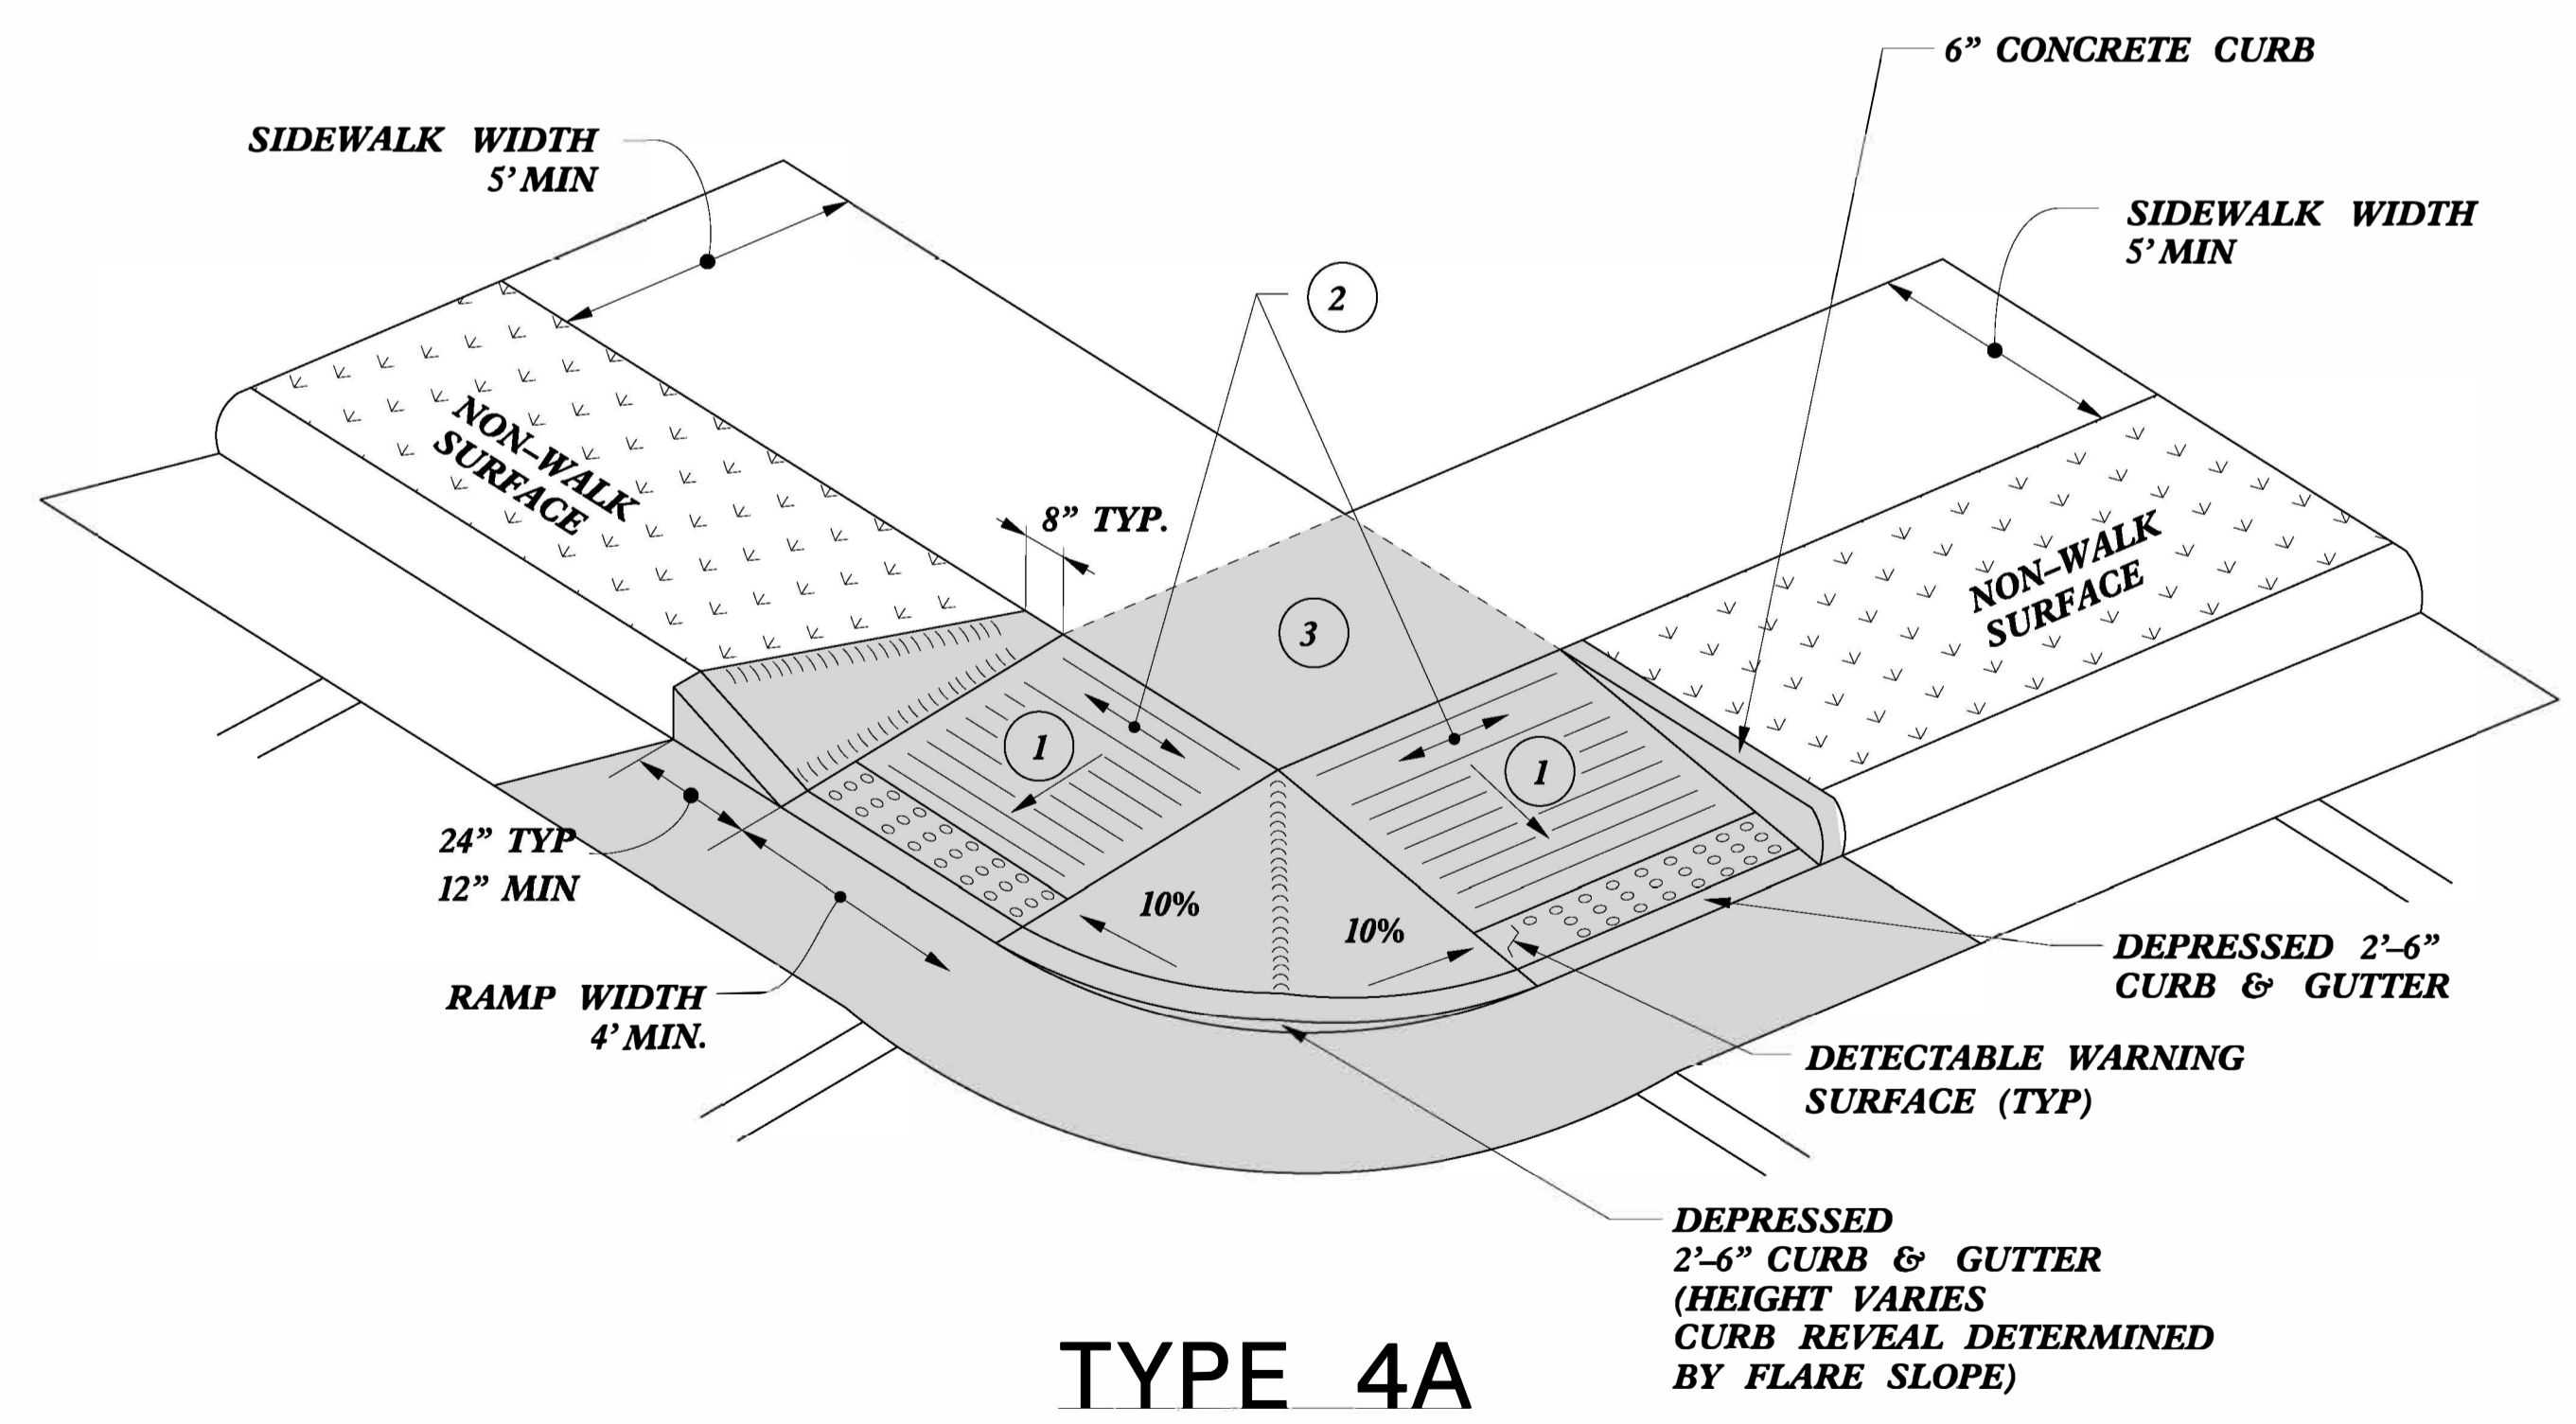 6” CONCRETE CURB
SIDEWALK WIDTH
5’ MIN
SIDEWALK WIDTH
5’ MIN
2
NON–WALK
SURFACE
8” TYP.
NON–WALK
SURFACE
3
1
1
24” TYP
12” MIN
10%
10%
RAMP WIDTH
4’ MIN.
DEPRESSED 2’–6”
CURB & GUTTER
DETECTABLE WARNING
SURFACE (TYP)
DEPRESSED
2’–6” CURB & GUTTER
(HEIGHT VARIES
CURB REVEAL DETERMINED
BY FLARE SLOPE)
TYPE 4A